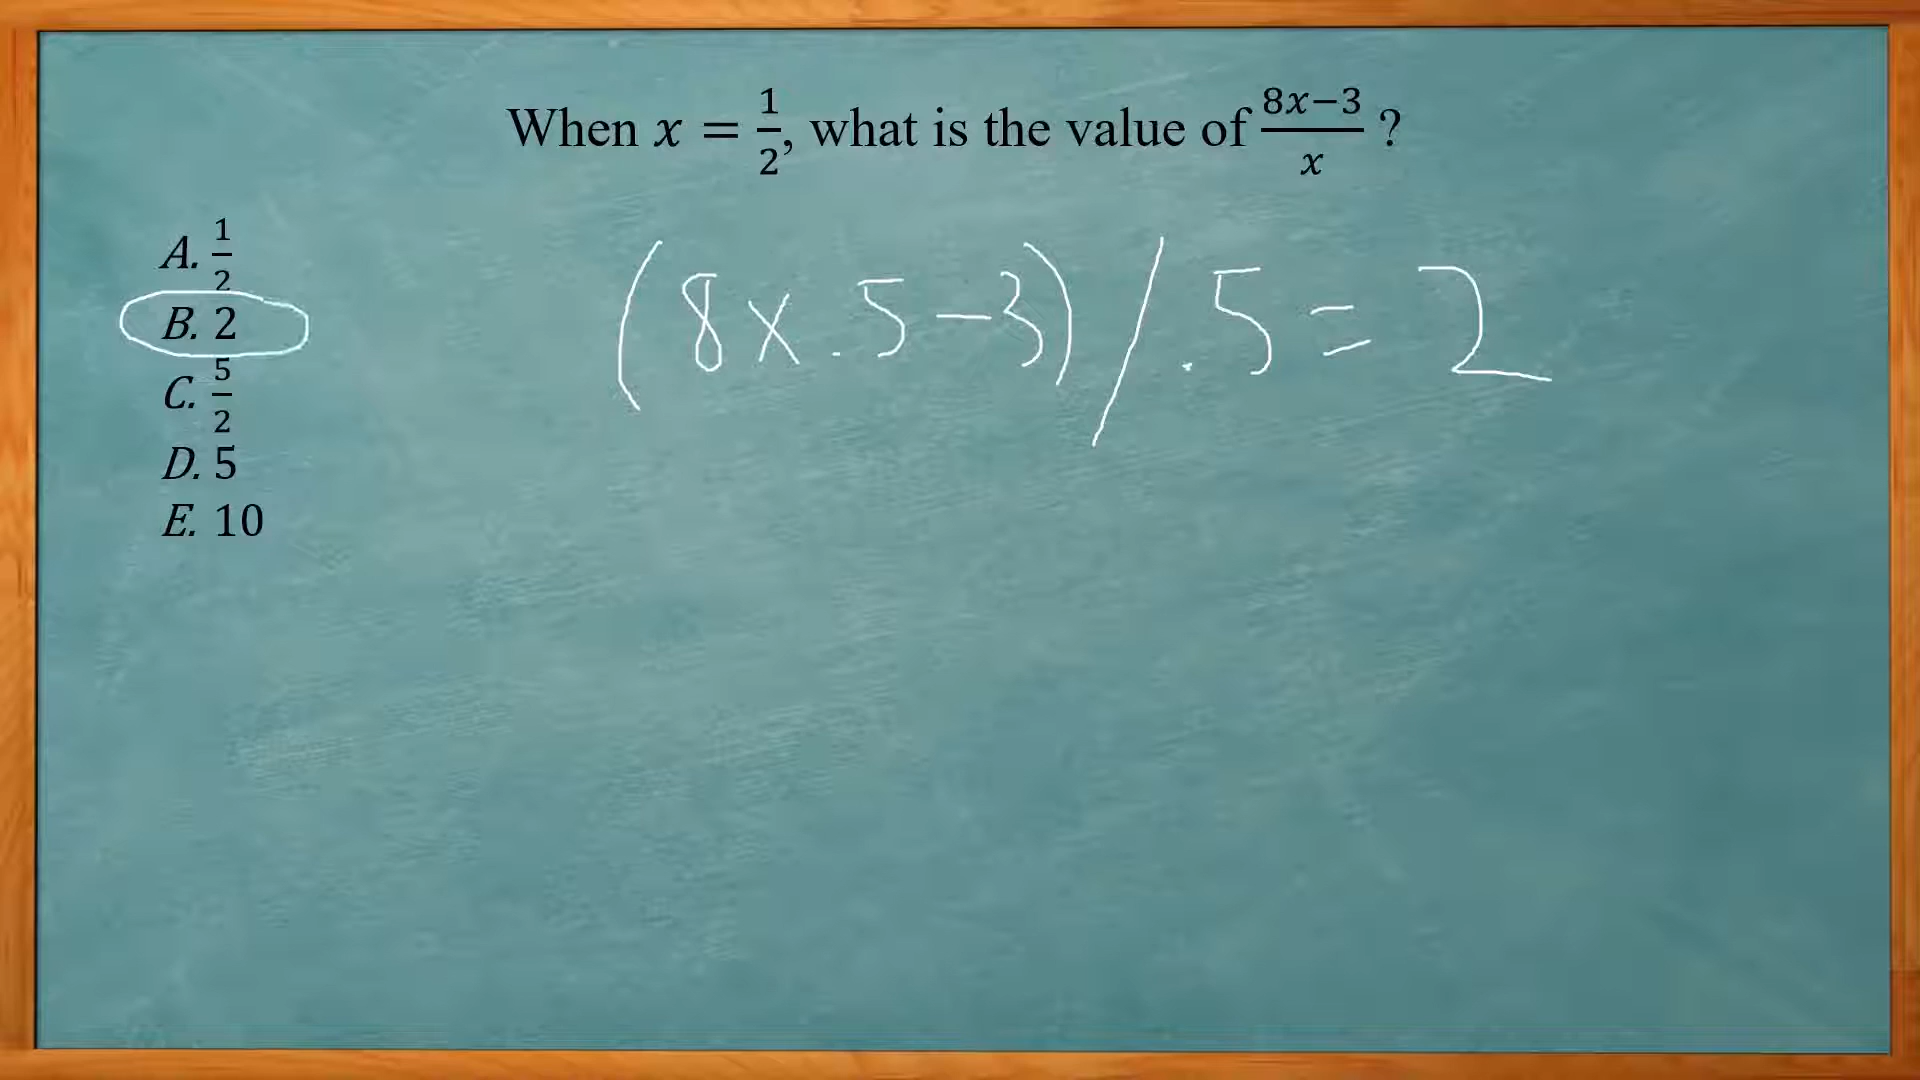 When x = 1/2, what is the value of (8x−3)/x ?
A. 1/2
B. 2
C. 5/2
D. 5
E. 10
(8x.5-3)/.5=2